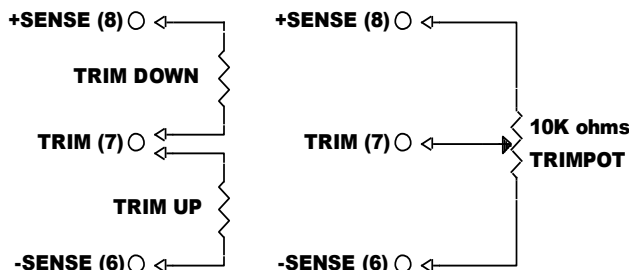 +SENSE (8)
TRIM DOWN
TRIM (7)
TRIM UP
-SENSE (6)
+SENSE (8)
10K ohms
TRIM (7)
TRIMPOT
-SENSE (6)